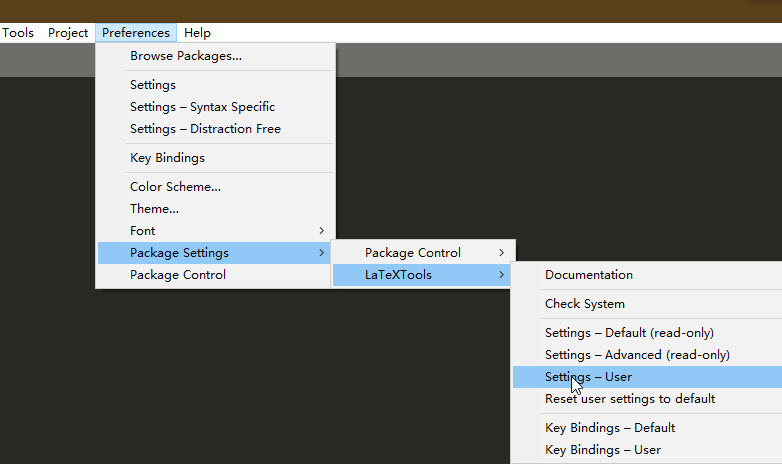 Tools Project Preferences Help
Browse Packages...
Settings
Settings – Syntax Specific
Settings – Distraction Free
Key Bindings
Color Scheme...
Theme...
Font
Package Settings
Package Control
Package Control
LaTeXTools
Documentation
Check System
Settings – Default (read-only)
Settings – Advanced (read-only)
Settings – User
Reset user settings to default
Key Bindings – Default
Key Bindings – User